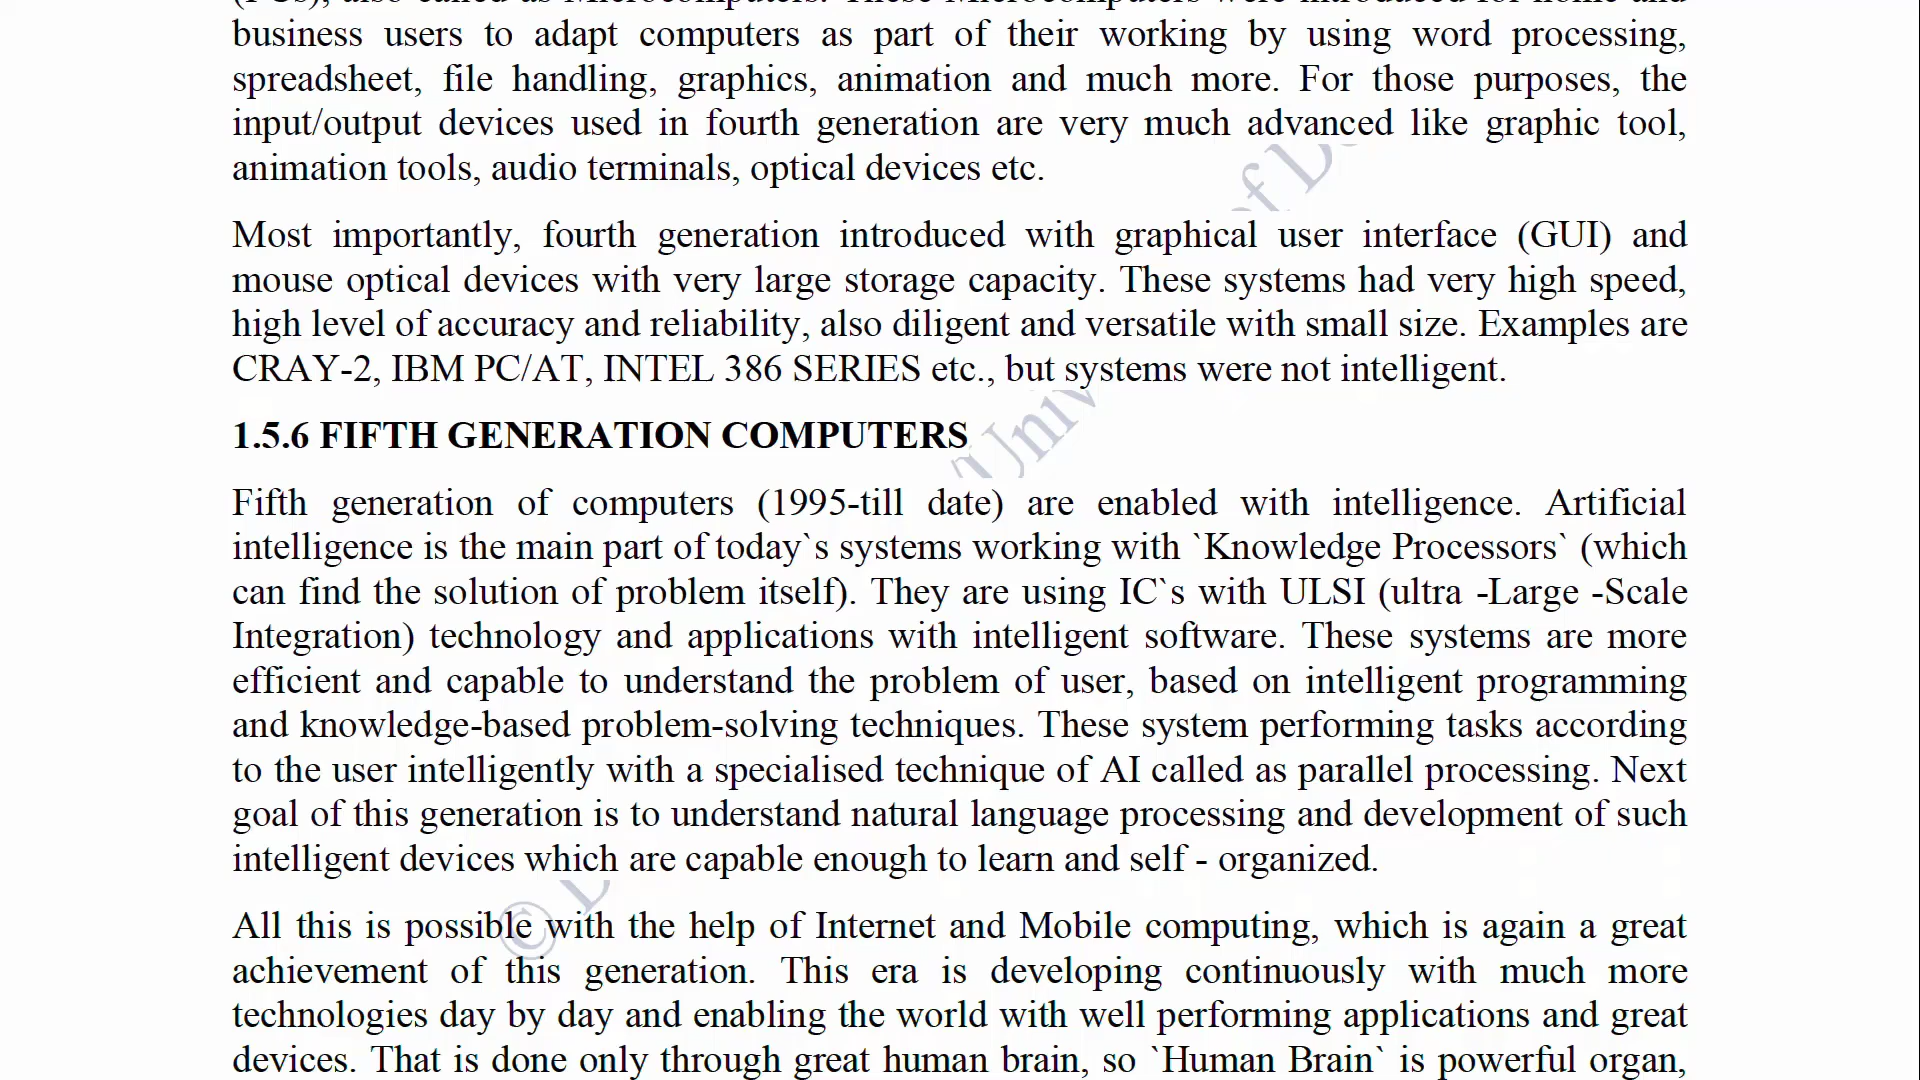 (PCs), also called as Microcomputers. These Microcomputers were introduced for home and
business users to adapt computers as part of their working by using word processing,
spreadsheet, file handling, graphics, animation and much more. For those purposes, the
input/output devices used in fourth generation are very much advanced like graphic tool,
animation tools, audio terminals, optical devices etc.
of D
Most importantly, fourth generation introduced with graphical user interface (GUI) and
mouse optical devices with very large storage capacity. These systems had very high speed,
high level of accuracy and reliability, also diligent and versatile with small size. Examples are
CRAY-2, IBM PC/AT, INTEL 386 SERIES etc., but systems were not intelligent.
Univ
1.5.6 FIFTH GENERATION COMPUTERS
Fifth generation of computers (1995-till date) are enabled with intelligence. Artificial
intelligence is the main part of today`s systems working with `Knowledge Processors` (which
can find the solution of problem itself). They are using IC`s with ULSI (ultra -Large -Scale
Integration) technology and applications with intelligent software. These systems are more
efficient and capable to understand the problem of user, based on intelligent programming
and knowledge-based problem-solving techniques. These system performing tasks according
to the user intelligently with a specialised technique of AI called as parallel processing. Next
goal of this generation is to understand natural language processing and development of such
intelligent devices which are capable enough to learn and self - organized.
©
All this is possible with the help of Internet and Mobile computing, which is again a great
achievement of this generation. This era is developing continuously with much more
technologies day by day and enabling the world with well performing applications and great
devices. That is done only through great human brain, so `Human Brain` is powerful organ,